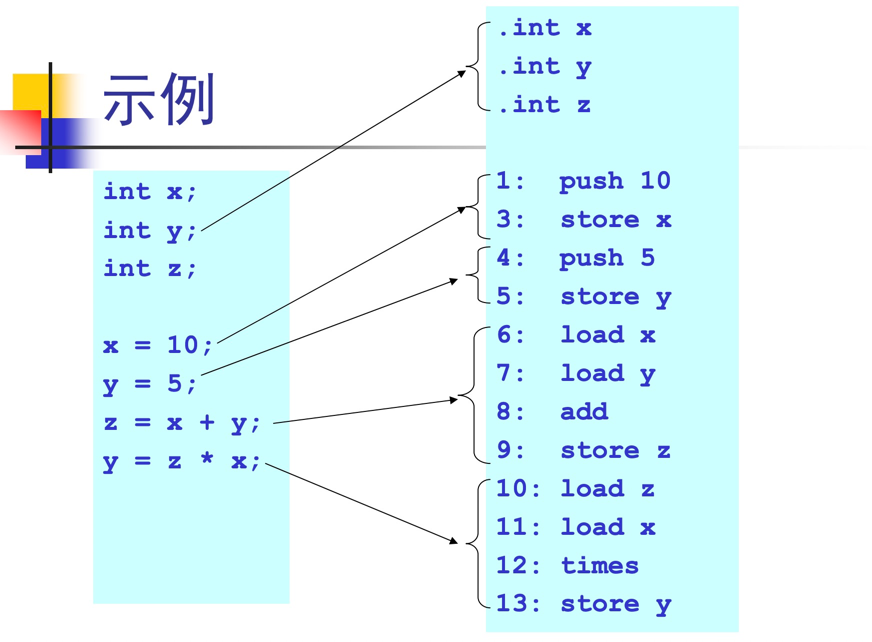 示例
int x;
int y;
int z;
x = 10;
y = 5;
z = x + y;
y = z * x;
.int x
.int y
.int z
1: push 10
3: store x
4: push 5
5: store y
6: load x
7: load y
8: add
9: store z
10: load z
11: load x
12: times
13: store y